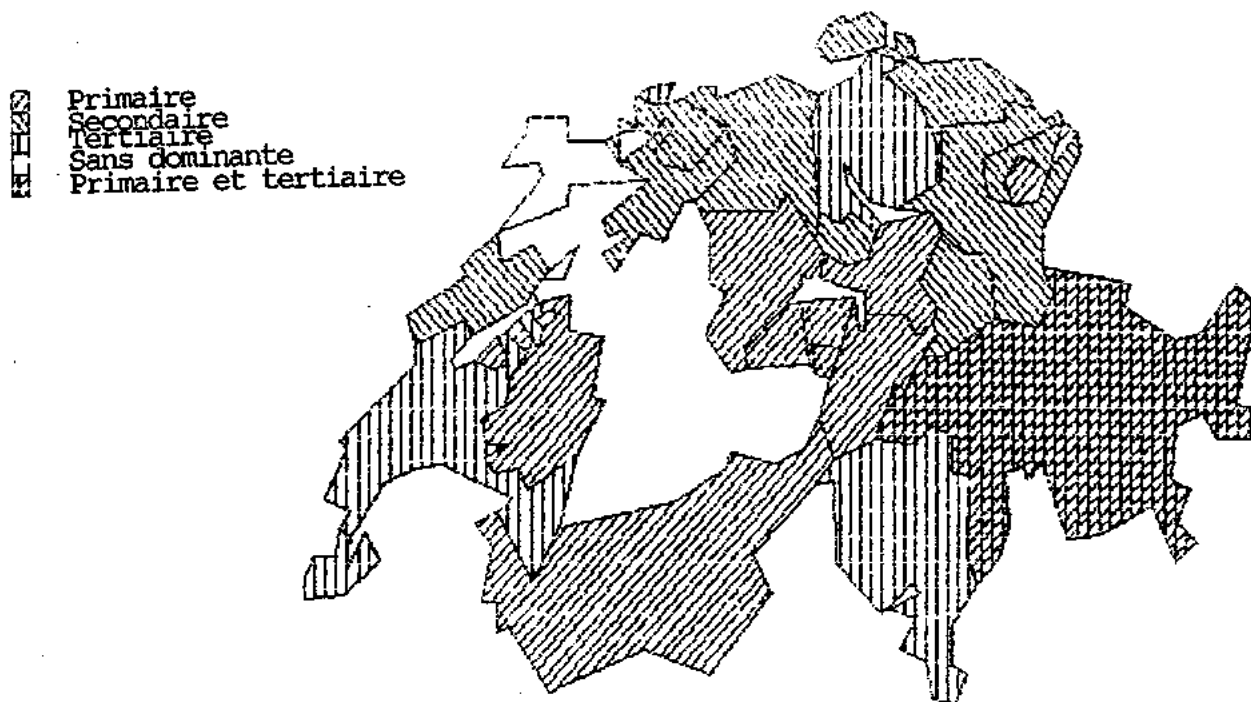 Primaire
Secondaire
Tertiaire
Sans dominante
Primaire et tertiaire